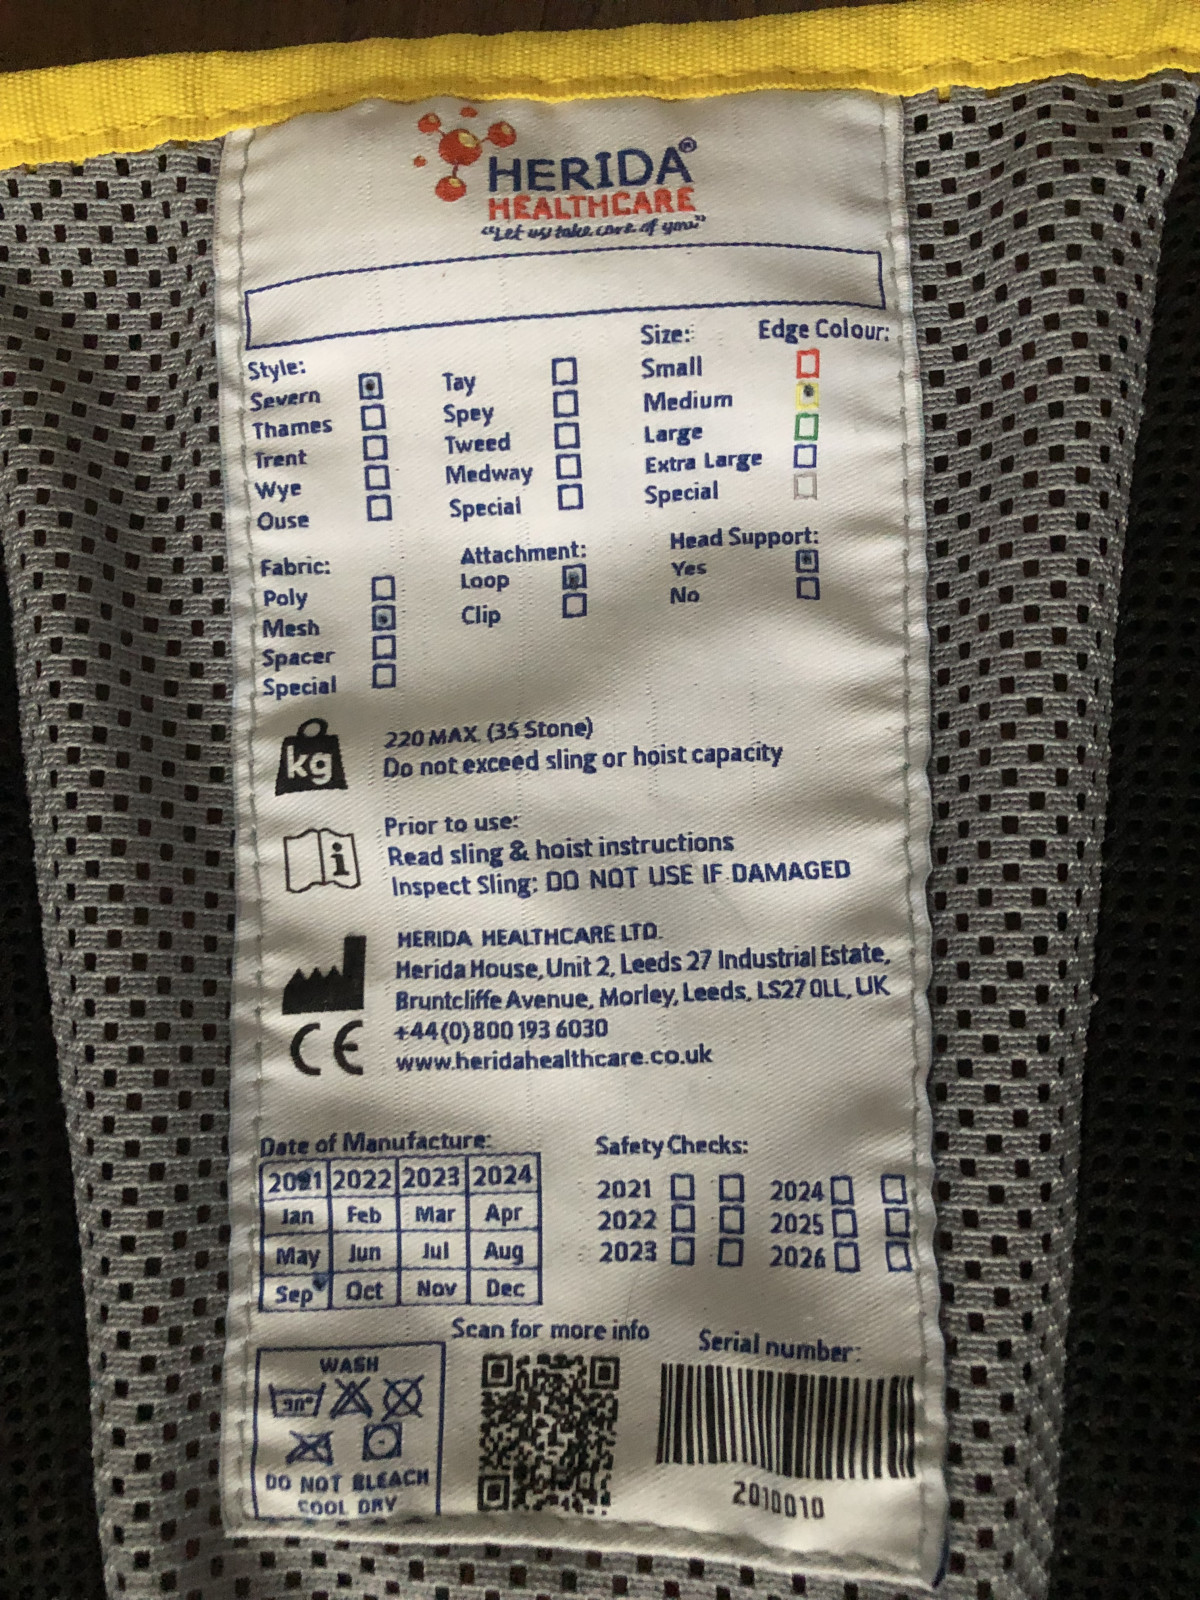 HERIDA®
HEALTHCARE
"Let us take care of you"
Style:
Severn
Thames
Trent
Wye
Ouse
Tay
Spey
Tweed
Medway
Special
Size: Edge Colour:
Small
Medium
Large
Extra Large
Special
Fabric:
Poly
Mesh
Spacer
Special
Attachment:
Loop
Clip
Head Support:
Yes
No
kg
220 MAX. (35 Stone)
Do not exceed sling or hoist capacity
i
Prior to use:
Read sling & hoist instructions
Inspect Sling: DO NOT USE IF DAMAGED
HERIDA HEALTHCARE LTD.
Herida House, Unit 2, Leeds 27 Industrial Estate,
Bruntcliffe Avenue, Morley, Leeds, LS27 0LL, UK
CE
+44(0)800 193 6030
www.heridahealthcare.co.uk
Date of Manufacture:
2021 2022 2023 2024
Jan Feb Mar Apr
May Jun Jul Aug
Sep Oct Nov Dec
Safety Checks:
2021 2024
2022 2025
2023 2026
WASH
DO NOT BLEACH
COOL DRY
Scan for more info
Serial number:
2010010